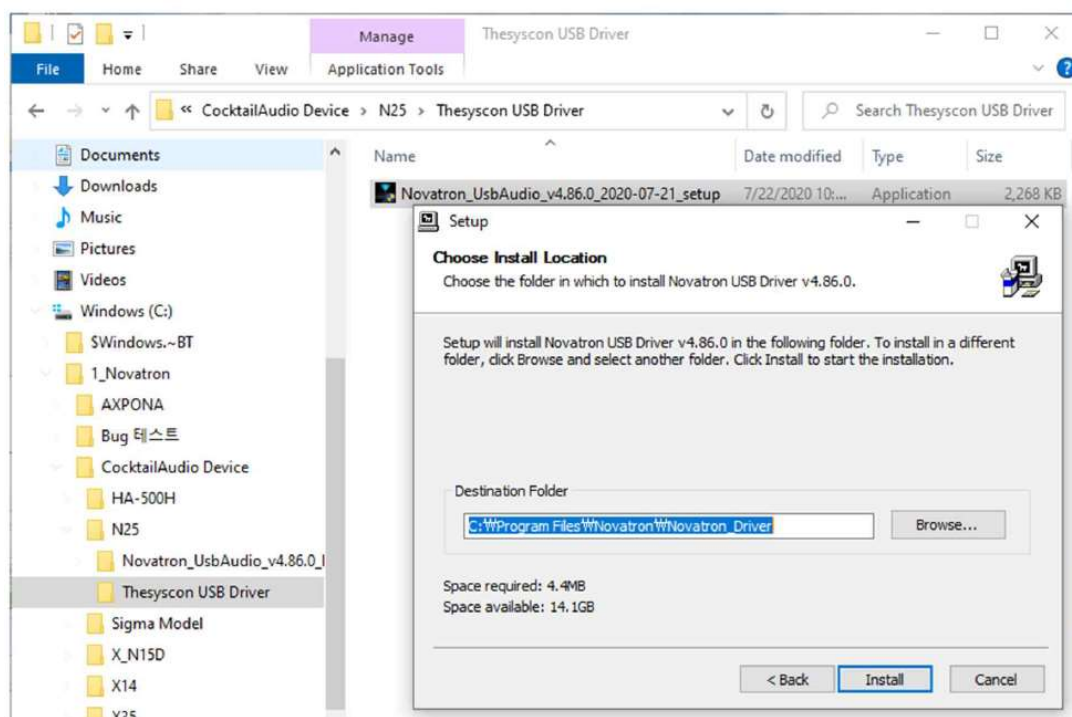 Manage
Thesyscon USB Driver
File
Home
Share
View
Application Tools
« CocktailAudio Device > N25 > Thesyscon USB Driver
Search Thesyscon USB Driver
Documents
Downloads
Music
Pictures
Videos
Windows (C:)
$Windows.~BT
1_Novatron
AXPONA
Bug 테스트
CocktailAudio Device
HA-500H
N25
Novatron_UsbAudio_v4.86.0_
Thesyscon USB Driver
Sigma Model
X_N15D
X14
X35
Name
Date modified
Type
Size
Novatron_UsbAudio_v4.86.0_2020-07-21_setup 7/22/2020 10:... Application 2,268 KB
Setup
Choose Install Location
Choose the folder in which to install Novatron USB Driver v4.86.0.
Setup will install Novatron USB Driver v4.86.0 in the following folder. To install in a different
folder, click Browse and select another folder. Click Install to start the installation.
Destination Folder
C:₩Program Files₩Novatron₩Novatron_Driver
Browse...
Space required: 4.4MB
Space available: 14.1GB
< Back
Install
Cancel